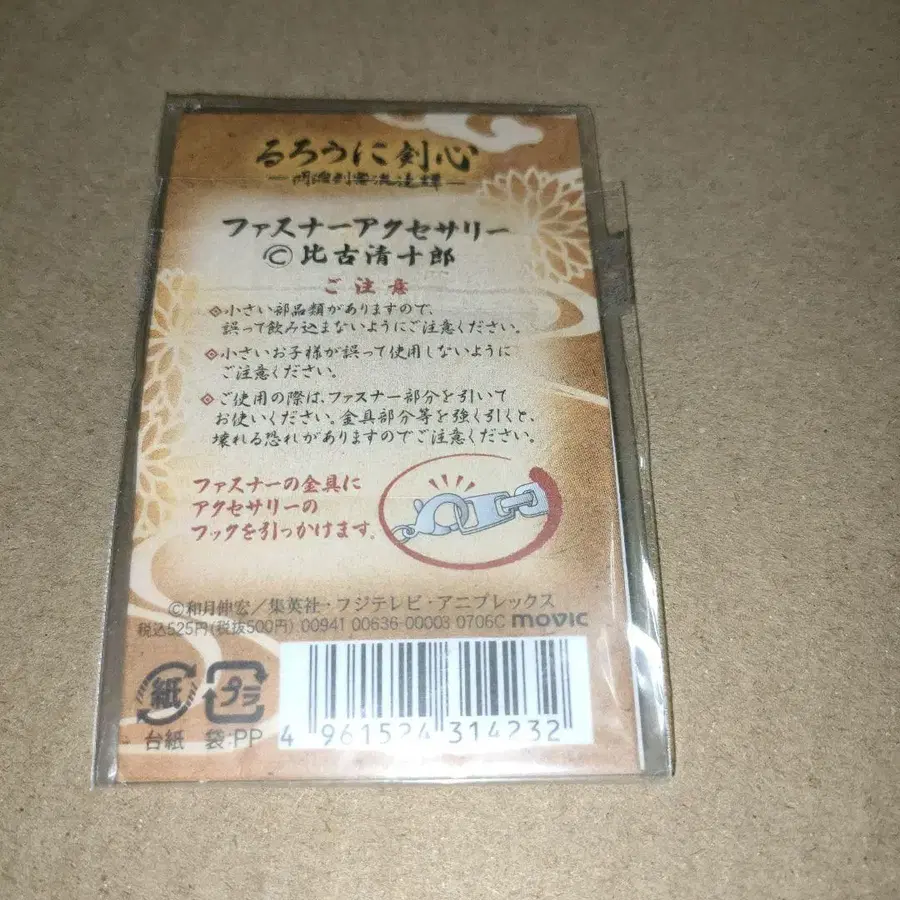 るろうに剣心
―明治剣客浪漫譚―
ファスナーアクセサリー
Ⓒ比古清十郎
ご注意
◈小さい部品類がありますので、
誤って飲み込まないようにご注意ください。
◈小さいお子様が誤って使用しないように
ご注意ください。
◈ご使用の際は、ファスナー部分を引いて
お使いください。金具部分等を強く引くと、
壊れる恐れがありますのでご注意ください。
ファスナーの金具に
アクセサリーの
フックを引っかけます。
©和月伸宏／集英社・フジテレビ・アニプレックス
税込525円(税抜500円) 00941 00636-00003 0706C movic
紙 プラ
台紙 袋:PP
4 961524 314232